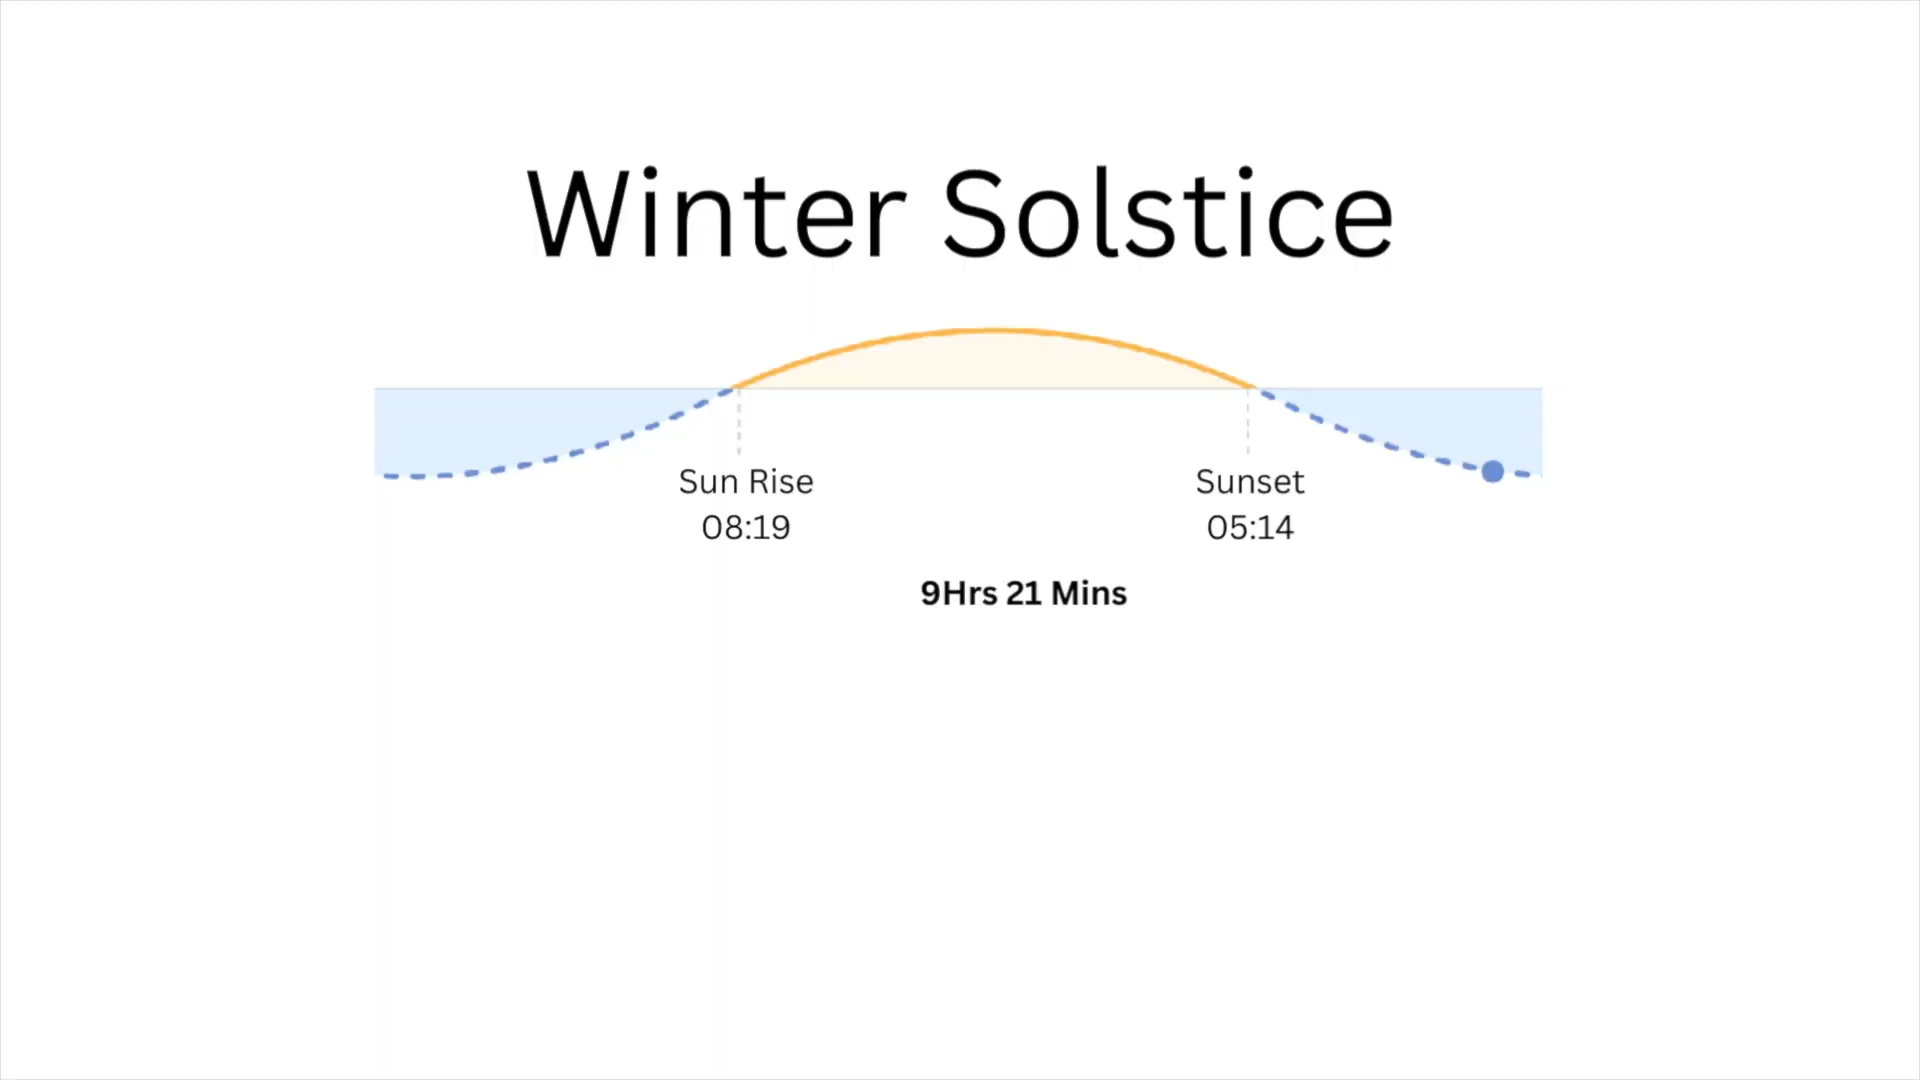 Winter Solstice
Sun Rise
08:19
Sunset
05:14
9Hrs 21 Mins